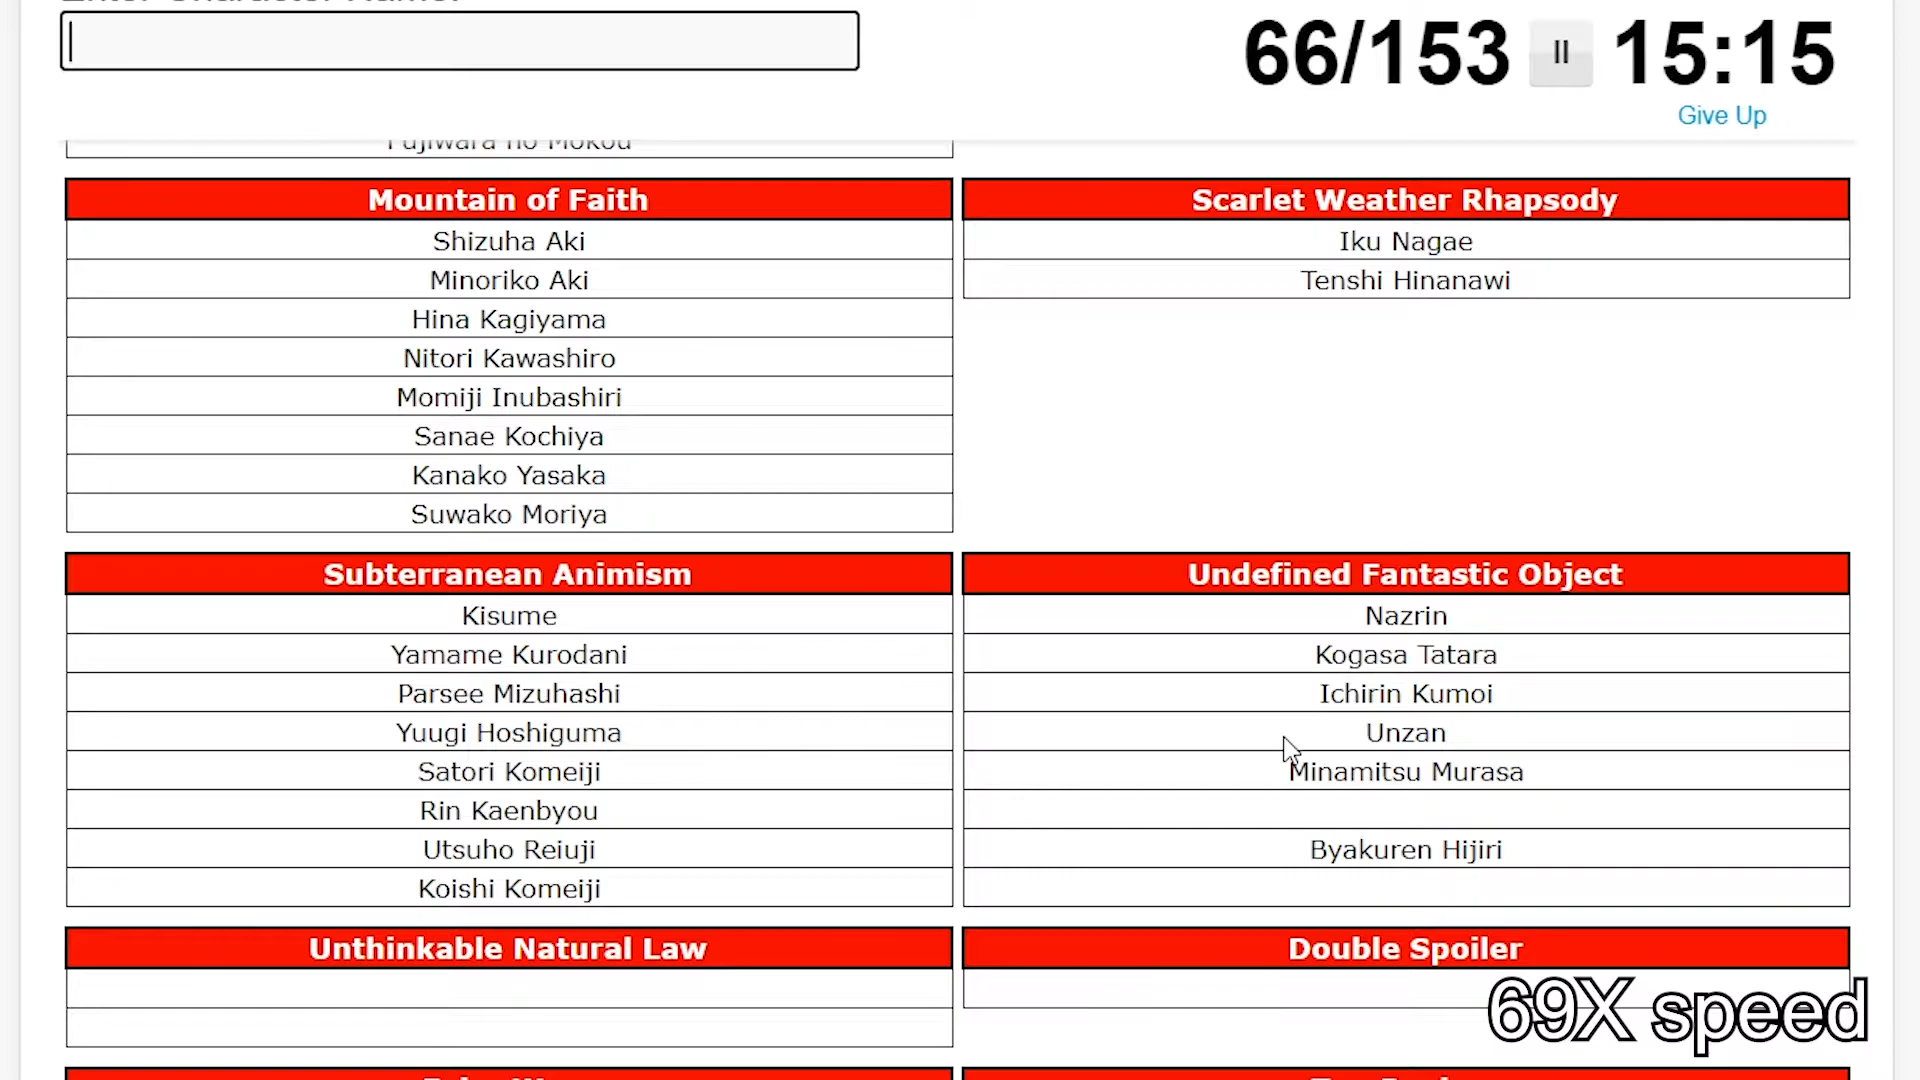 66/153
15:15
Give Up
Fujiwara no Mokou
Mountain of Faith
Shizuha Aki
Minoriko Aki
Hina Kagiyama
Nitori Kawashiro
Momiji Inubashiri
Sanae Kochiya
Kanako Yasaka
Suwako Moriya
Scarlet Weather Rhapsody
Iku Nagae
Tenshi Hinanawi
Subterranean Animism
Kisume
Yamame Kurodani
Parsee Mizuhashi
Yuugi Hoshiguma
Satori Komeiji
Rin Kaenbyou
Utsuho Reiuji
Koishi Komeiji
Undefined Fantastic Object
Nazrin
Kogasa Tatara
Ichirin Kumoi
Unzan
Minamitsu Murasa
Byakuren Hijiri
Unthinkable Natural Law
Double Spoiler
69X speed